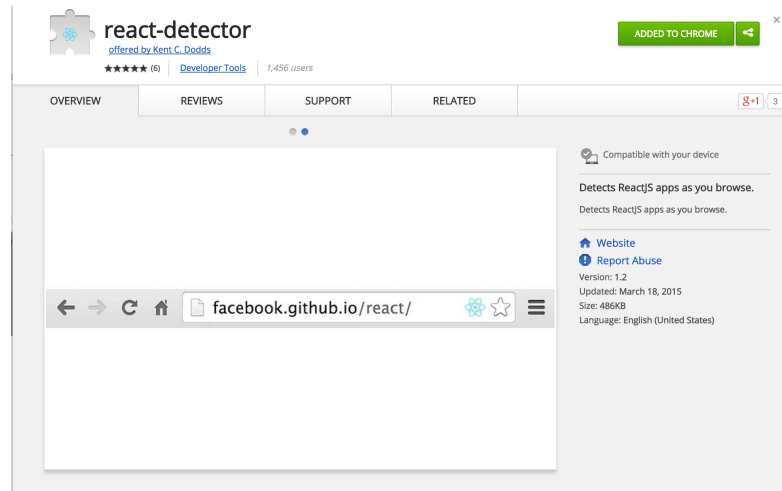 react-detector
offered by Kent C. Dodds
★★★★★ (6) Developer Tools 1,456 users
ADDED TO CHROME
×
OVERVIEW REVIEWS SUPPORT RELATED
g+1 3
facebook.github.io/react/
Compatible with your device
Detects ReactJS apps as you browse.
Detects ReactJS apps as you browse.
Website
Report Abuse
Version: 1.2
Updated: March 18, 2015
Size: 486KB
Language: English (United States)